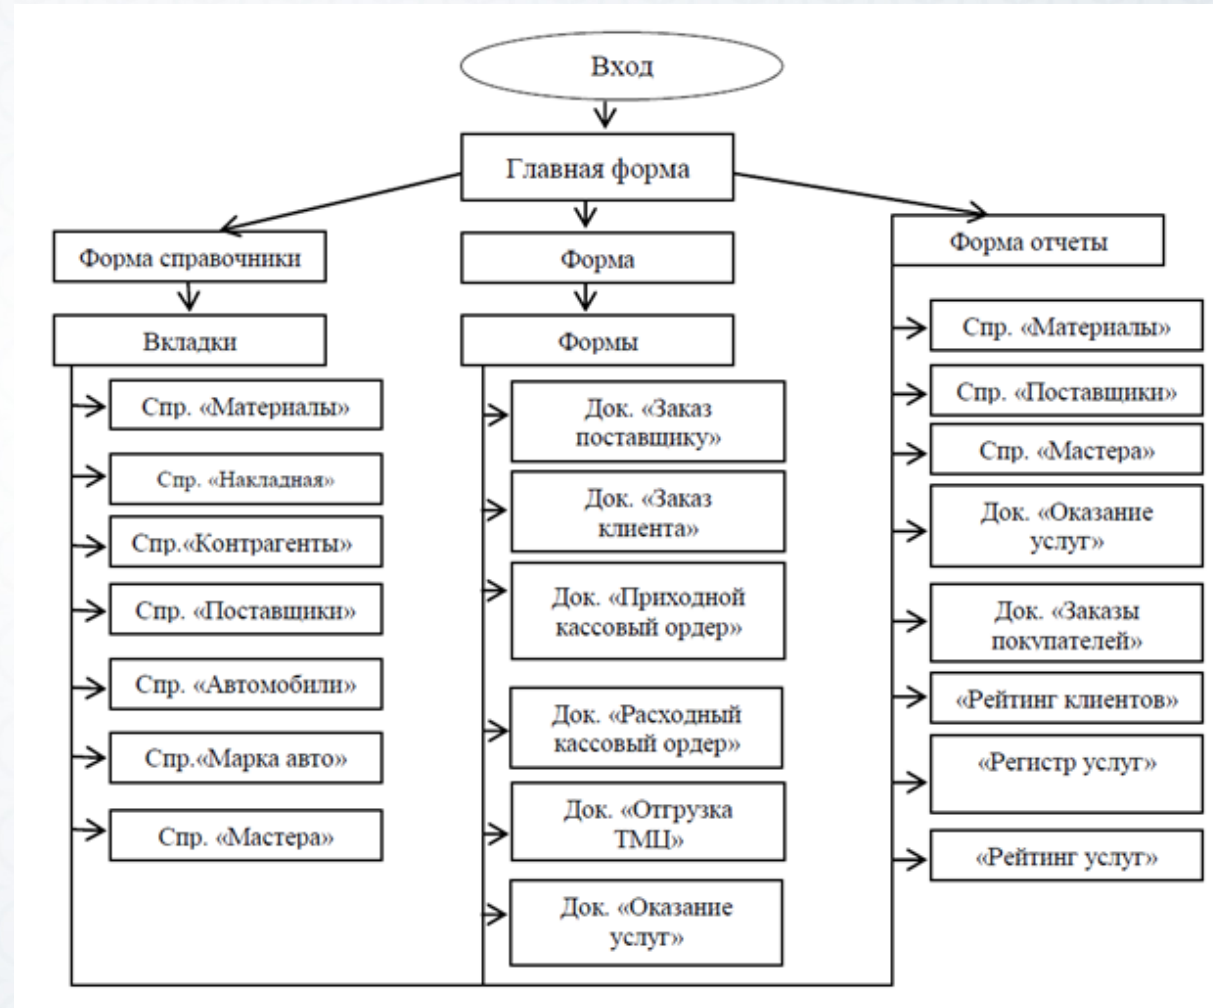 Вход
Главная форма
Форма справочники
Вкладки
Спр. «Материалы»
Спр. «Накладная»
Спр.«Контрагенты»
Спр. «Поставщики»
Спр. «Автомобили»
Спр.«Марка авто»
Спр. «Мастера»
Форма
Формы
Док. «Заказ
поставщику»
Док. «Заказ
клиента»
Док. «Приходной
кассовый ордер»
Док. «Расходный
кассовый ордер»
Док. «Отгрузка
ТМЦ»
Док. «Оказание
услуг»
Форма отчеты
Спр. «Материалы»
Спр. «Поставщики»
Спр. «Мастера»
Док. «Оказание
услуг»
Док. «Заказы
покупателей»
«Рейтинг клиентов»
«Регистр услуг»
«Рейтинг услуг»